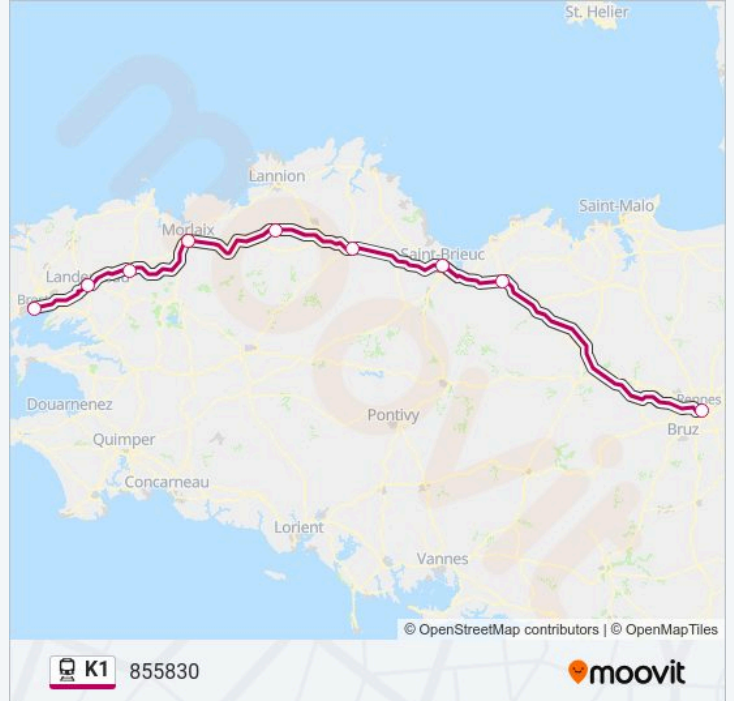 St. Helier
Lannion
Saint-Malo
Morlaix
Saint-Brieuc
Rennes
Douarnenez
Pontivy
Bruz
Quimper
Concarneau
Lorient
Vannes
© OpenStreetMap contributors | © OpenMapTiles
K1 855830
moovit